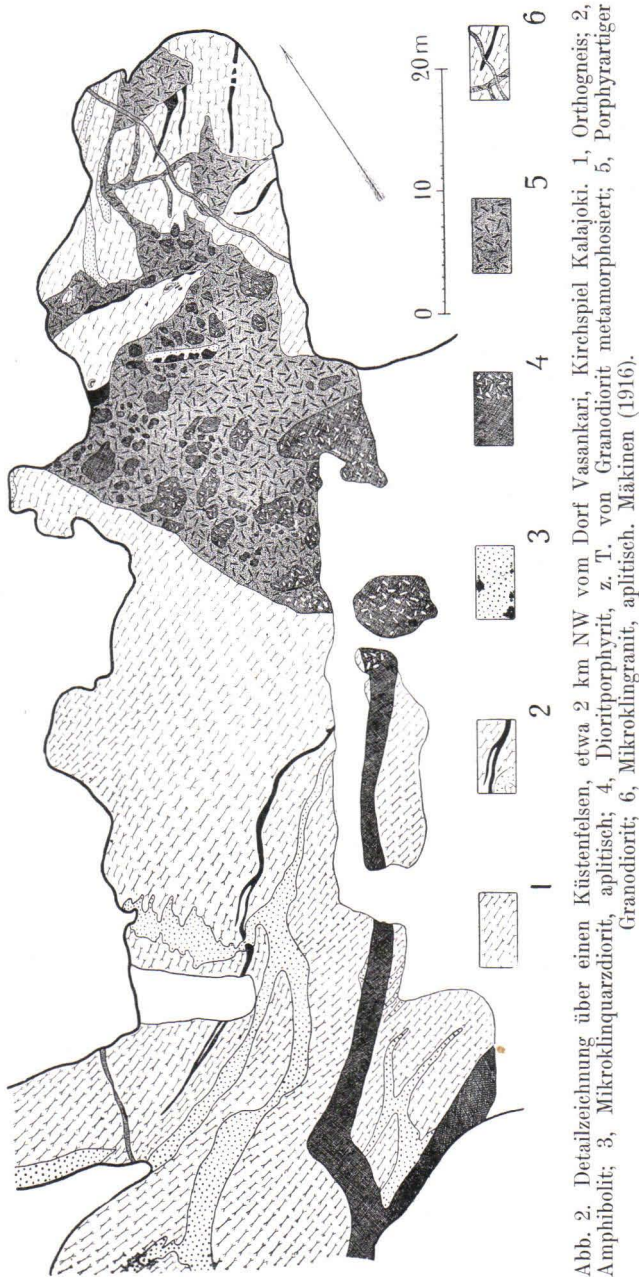 0 10 20 m
1 2 3 4 5 6
Abb. 2. Detailzeichnung über einen Küstenfelsen, etwa 2 km NW vom Dorf Vasankari, Kirchspiel Kalajoki. 1, Orthogneis; 2,
Amphibolit; 3, Mikroklinquarzdiorit, aplitisch; 4, Dioritporphyrit, z. T. von Granodiorit metamorphosiert; 5, Porphyrartiger
Granodiorit; 6, Mikroklingranit, aplitisch. Mäkinen (1916).